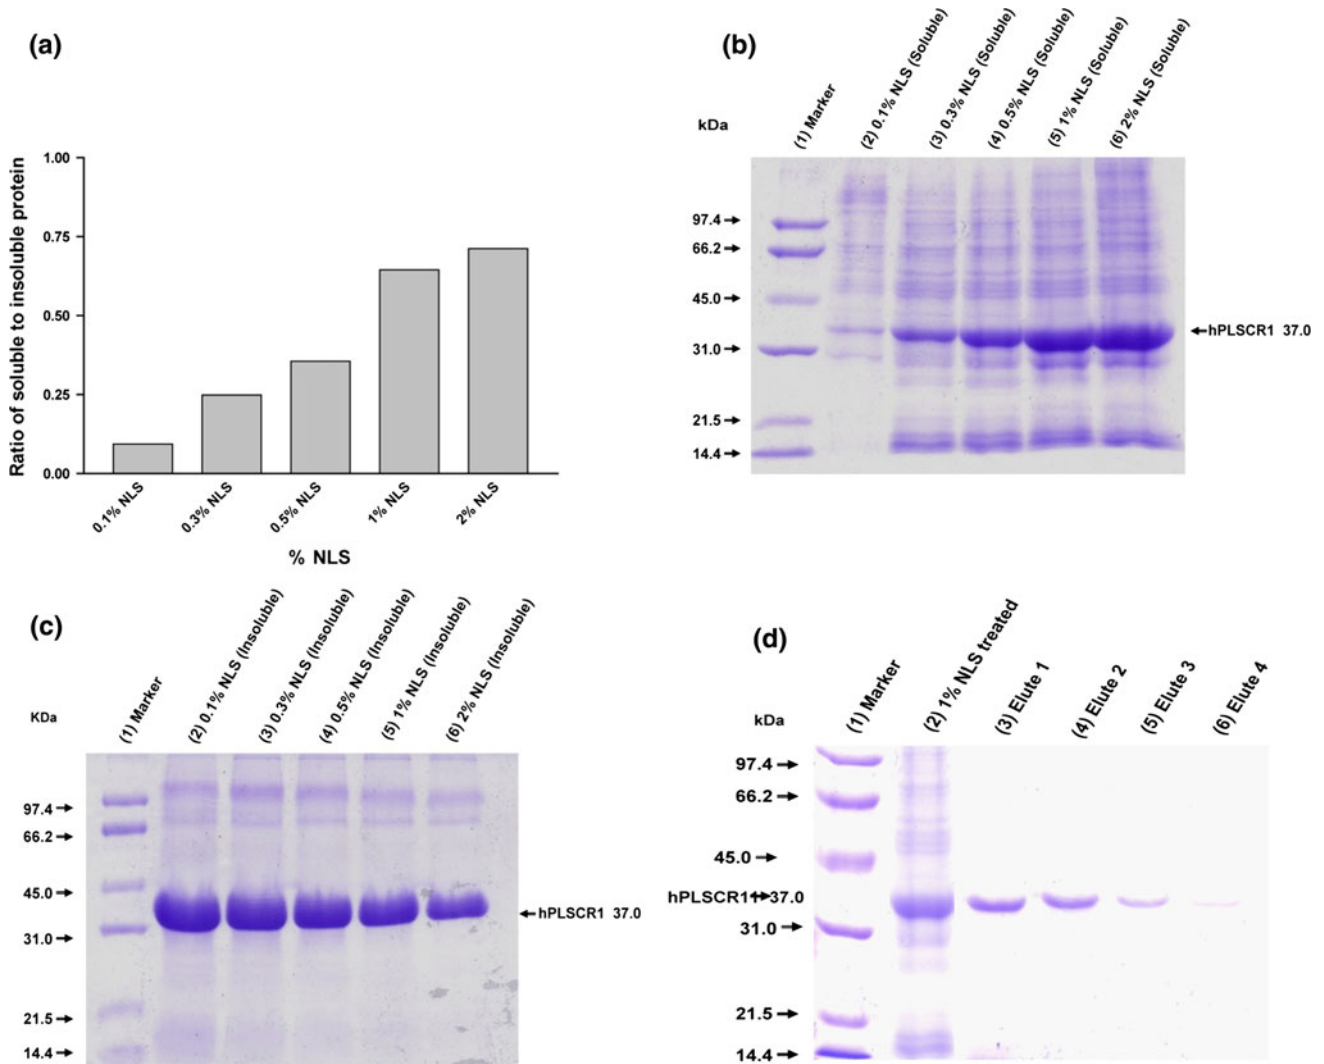 (a)
Ratio of soluble to insoluble protein
1.00
0.75
0.50
0.25
0.00
0.1% NLS
0.3% NLS
0.5% NLS
1% NLS
2% NLS
% NLS
(b)
kDa
(1) Marker
(2) 0.1% NLS (Soluble)
(3) 0.3% NLS (Soluble)
(4) 0.5% NLS (Soluble)
(5) 1% NLS (Soluble)
(6) 2% NLS (Soluble)
97.4
66.2
45.0
31.0
21.5
14.4
hPLSCR1 37.0
(c)
KDa
(1) Marker
(2) 0.1% NLS (Insoluble)
(3) 0.3% NLS (Insoluble)
(4) 0.5% NLS (Insoluble)
(5) 1% NLS (Insoluble)
(6) 2% NLS (Insoluble)
97.4
66.2
45.0
31.0
21.5
14.4
hPLSCR1 37.0
(d)
kDa
(1) Marker
(2) 1% NLS treated
(3) Elute 1
(4) Elute 2
(5) Elute 3
(6) Elute 4
97.4
66.2
45.0
hPLSCR1 37.0
31.0
21.5
14.4